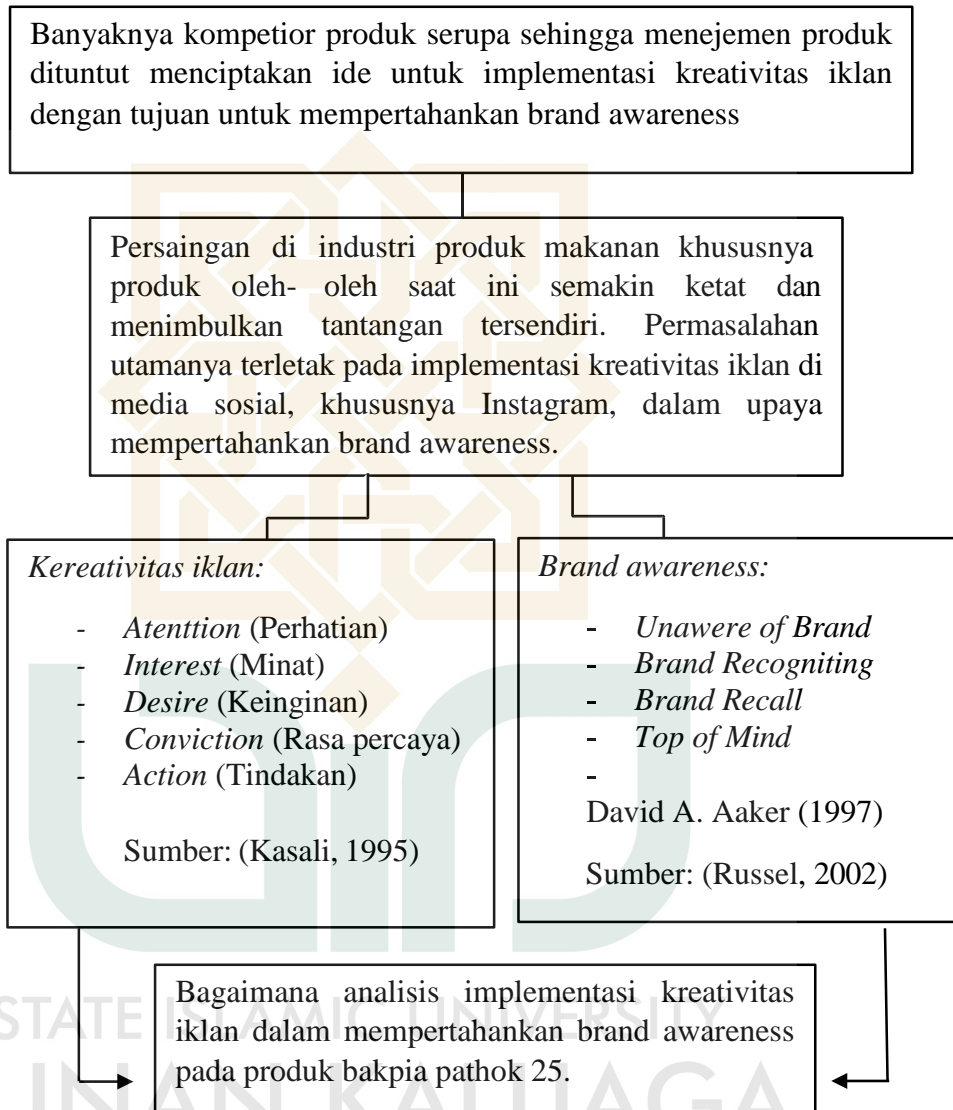 Banyaknya kompetior produk serupa sehingga menejemen produk
dituntut menciptakan ide untuk implementasi kreativitas iklan
dengan tujuan untuk mempertahankan brand awareness
Persaingan di industri produk makanan khususnya
produk oleh- oleh saat ini semakin ketat dan
menimbulkan tantangan tersendiri. Permasalahan
utamanya terletak pada implementasi kreativitas iklan di
media sosial, khususnya Instagram, dalam upaya
mempertahankan brand awareness.
Kereativitas iklan:
- Atenttion (Perhatian)
- Interest (Minat)
- Desire (Keinginan)
- Conviction (Rasa percaya)
- Action (Tindakan)
Sumber: (Kasali, 1995)
Brand awareness:
- Unawere of Brand
- Brand Recogniting
- Brand Recall
- Top of Mind
-
David A. Aaker (1997)
Sumber: (Russel, 2002)
Bagaimana analisis implementasi kreativitas
iklan dalam mempertahankan brand awareness
pada produk bakpia pathok 25.
STATE ISLAMIC UNIVERSITY
UNAN KALIJAGA